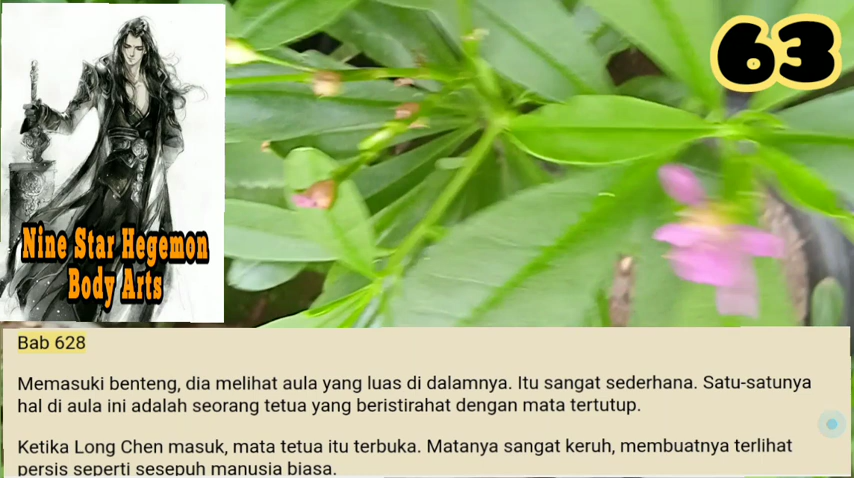 63
Nine Star Hegemon
Body Arts
Bab 628
Memasuki benteng, dia melihat aula yang luas di dalamnya. Itu sangat sederhana. Satu-satunya
hal di aula ini adalah seorang tetua yang beristirahat dengan mata tertutup.
Ketika Long Chen masuk, mata tetua itu terbuka. Matanya sangat keruh, membuatnya terlihat
persis seperti sesepuh manusia biasa.